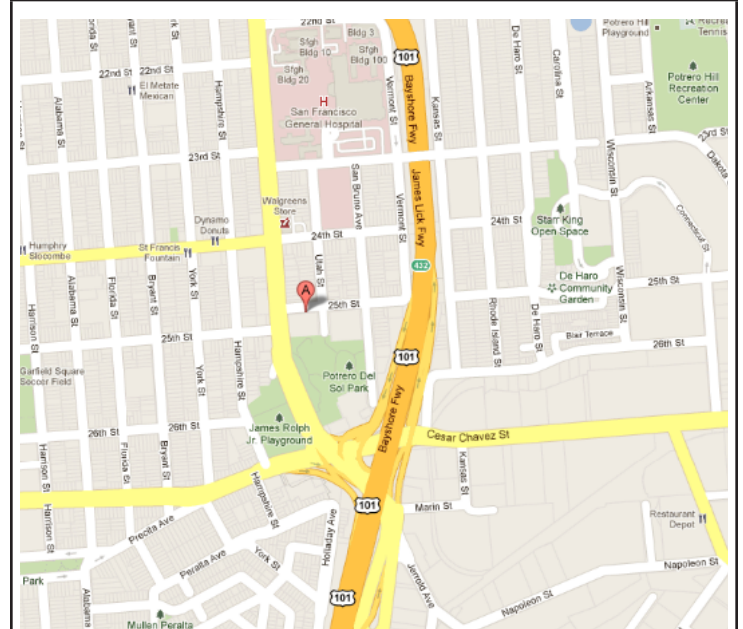 22nd St
Bldg 3
Sfgh
Bldg 10
Sfgh
Bldg 100
Sfgh
Bldg 20
101
Potrero Hill
Playground
Tennis
22nd St
22nd St
El Metate
Mexican
Alabama St
Hampshire St
H
San Francisco
General Hospital
Vermont St
Bayshore Fwy
Kansas St
De Haro St
Carolina St
Arkansas St
Potrero Hill
Recreation
Center
23rd St
23rd St
Dakota
San Bruno Ave
James Lick Fwy
Wisconsin St
Connecticut St
Walgreens
Store
Vermont St
Dynamo
Donuts
24th St
24th St
Starr King
Open Space
Humphry
Slocombe
St Francis
Fountain
Utah St
432
Alabama St
Florida St
Bryant St
York St
A
25th St
De Haro
Community
Garden
25th St
Wisconsin St
Harrison St
25th St
Rhode Island St
De Haro St
Blair Terrace
26th St
Hampshire St
101
Garfield Square
Soccer Field
York St
Potrero Del
Sol Park
Bayshore Fwy
26th St
26th St
James Rolph
Jr. Playground
Cesar Chavez St
Harrison St
Florida St
Bryant St
Kansas St
Hampshire St
101
Marin St
Restaurant
Depot
Harrison St
Precita Ave
Holladay Ave
Peralta Ave
York St
Park
Jerrold Ave
Napoleon St
Napoleon St
Alabama
101
Mullen Peralta